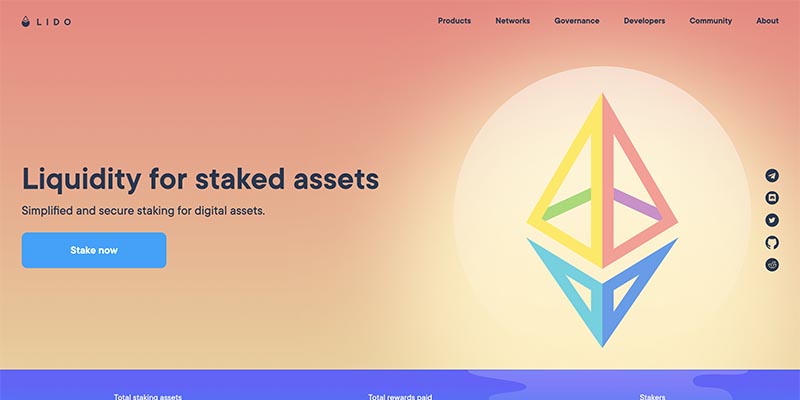 LIDO
Products Networks Governance Developers Community About
Liquidity for staked assets
Simplified and secure staking for digital assets.
Stake now
Total staking assets Total rewards paid Stakers